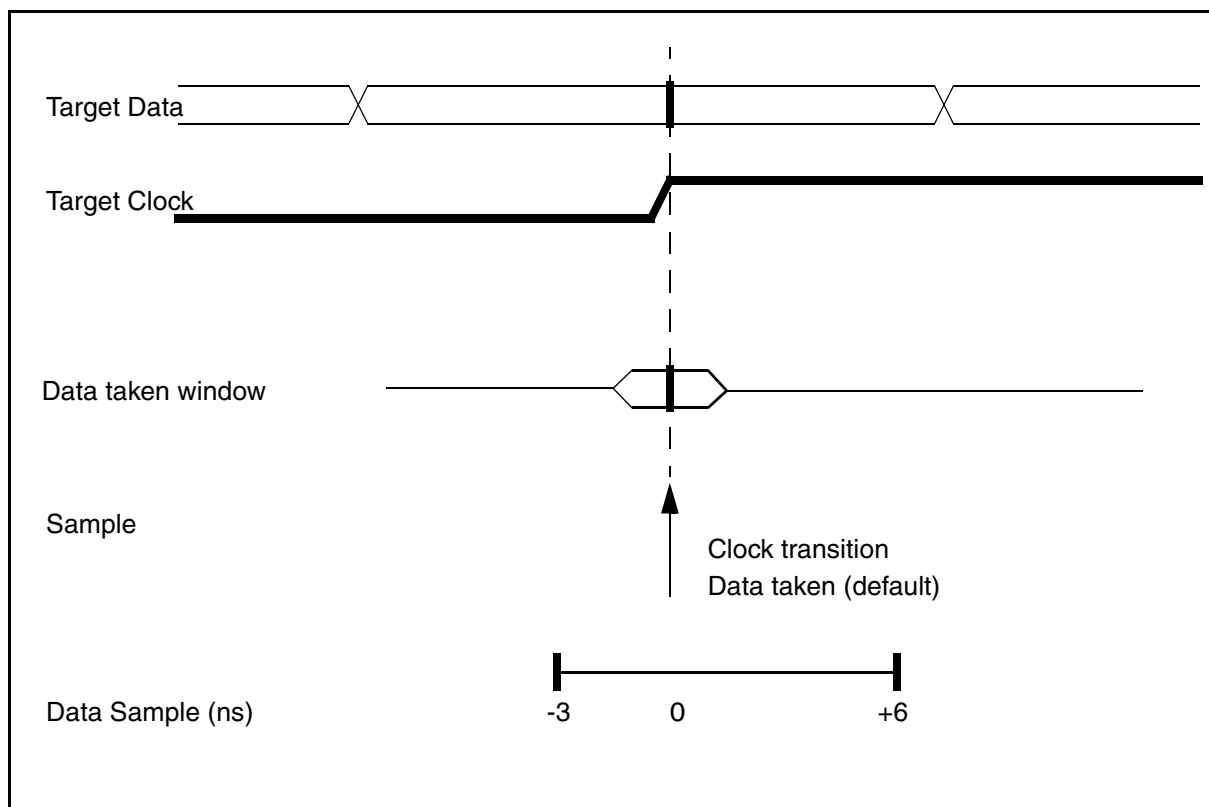 Target Data
Target Clock
Data taken window
Sample
Clock transition
Data taken (default)
Data Sample (ns)
-3
0
+6